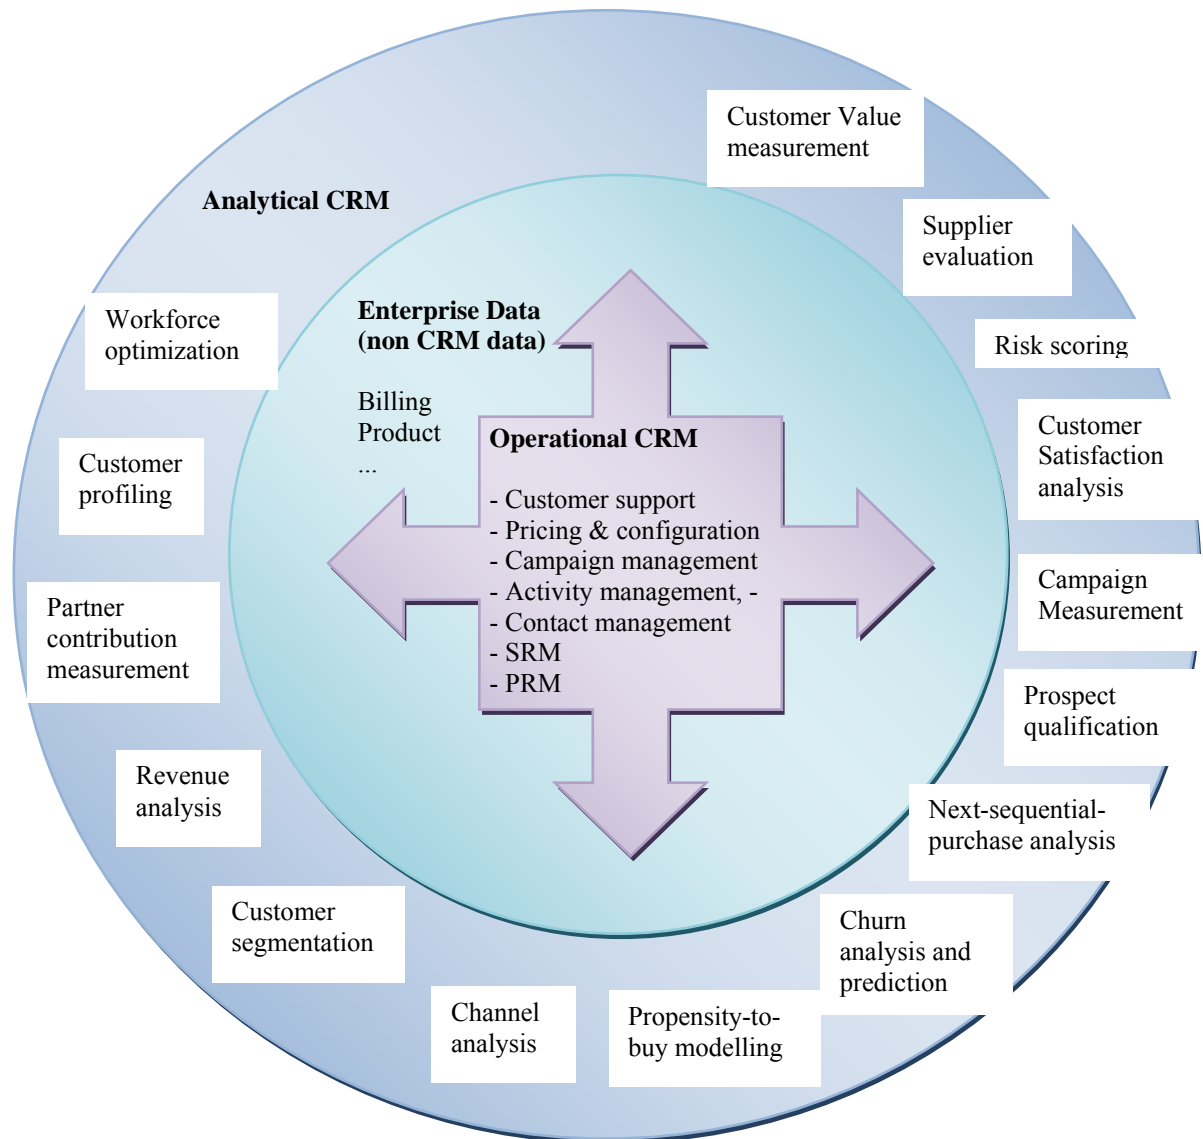 Analytical CRM
Customer Value
measurement
Supplier
evaluation
Risk scoring
Customer
Satisfaction
analysis
Campaign
Measurement
Prospect
qualification
Next-sequential-
purchase analysis
Churn
analysis and
prediction
Propensity-to-
buy modelling
Channel
analysis
Customer
segmentation
Revenue
analysis
Partner
contribution
measurement
Customer
profiling
Workforce
optimization
Enterprise Data
(non CRM data)
Billing
Product
...
Operational CRM
- Customer support
- Pricing & configuration
- Campaign management
- Activity management, -
- Contact management
- SRM
- PRM